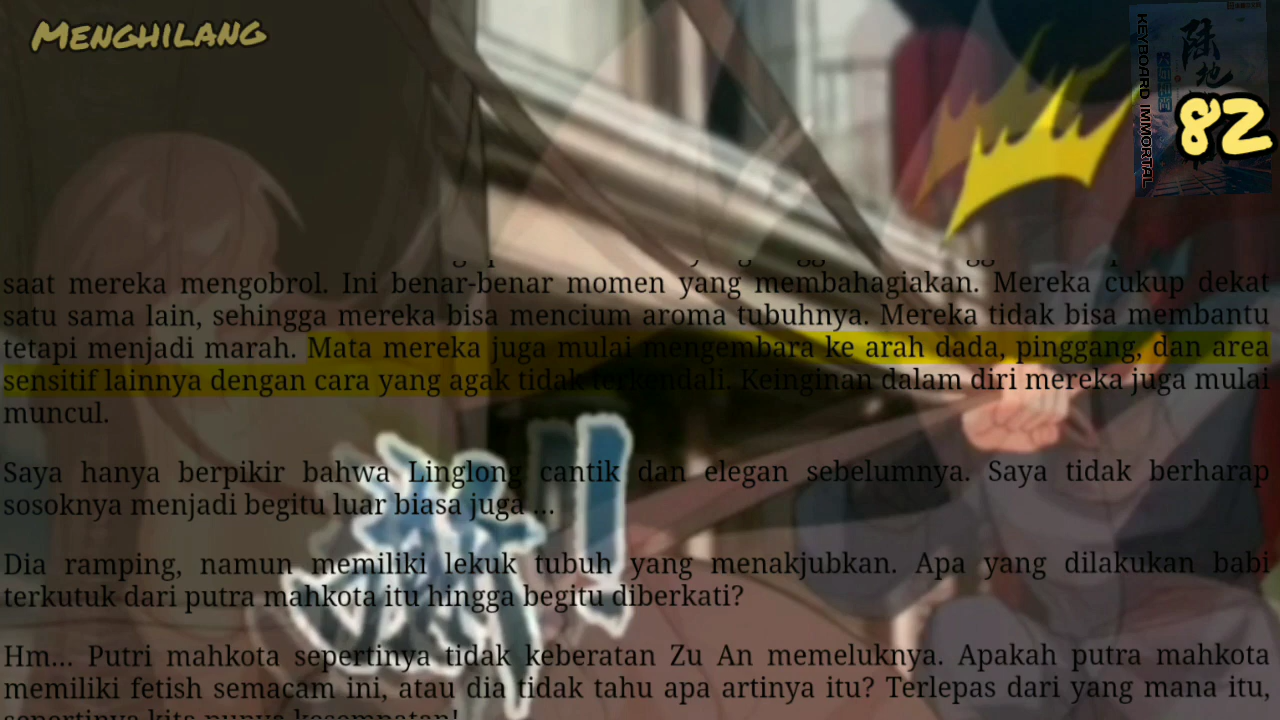 Menghilang
陸地
KEYBOARD IMMORTAL
82
saat mereka mengobrol. Ini benar-benar momen yang membahagiakan. Mereka cukup dekat
satu sama lain, sehingga mereka bisa mencium aroma tubuhnya. Mereka tidak bisa membantu
tetapi menjadi marah. Mata mereka juga mulai mengembara ke arah dada, pinggang, dan area
sensitif lainnya dengan cara yang agak tidak terkendali. Keinginan dalam diri mereka juga mulai
muncul.
Saya hanya berpikir bahwa Linglong cantik dan elegan sebelumnya. Saya tidak berharap
sosoknya menjadi begitu luar biasa juga ...
Dia ramping, namun memiliki lekuk tubuh yang menakjubkan. Apa yang dilakukan babi
terkutuk dari putra mahkota itu hingga begitu diberkati?
Hm... Putri mahkota sepertinya tidak keberatan Zu An memeluknya. Apakah putra mahkota
memiliki fetish semacam ini, atau dia tidak tahu apa artinya itu? Terlepas dari yang mana itu,
sepertinya kita punya kesempatan!